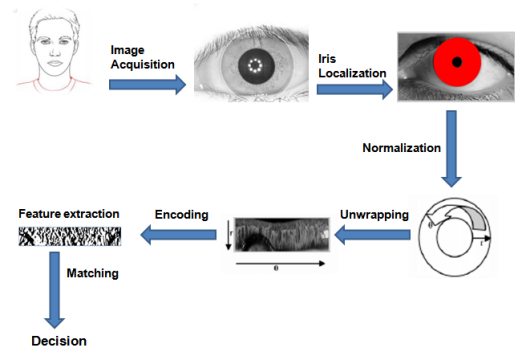 Image
Acquisition
Iris
Localization
Normalization
Feature extraction
Encoding
Unwrapping
θ
r
r
θ
Matching
Decision